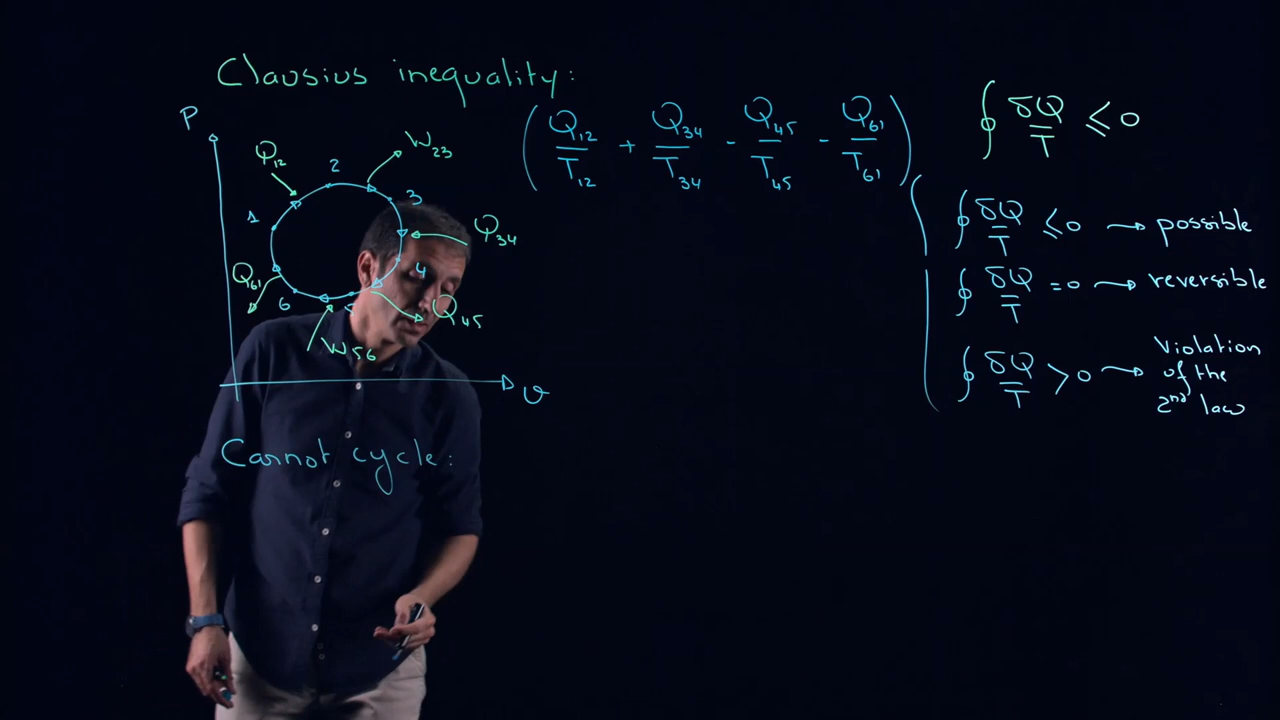 Clausius inequality:
P
Q₁₂
2
W₂₃
1
3
Q₃₄
Q₆₁
4
6
5
Q₄₅
W₅₆
v
(Q₁₂/T₁₂ + Q₃₄/T₃₄ - Q₄₅/T₄₅ - Q₆₁/T₆₁)
∮ δQ/T ≤ 0
∮ δQ/T ≤ 0 → possible
∮ δQ/T = 0 → reversible
∮ δQ/T > 0 → Violation
of the
2nd law
Carnot cycle: